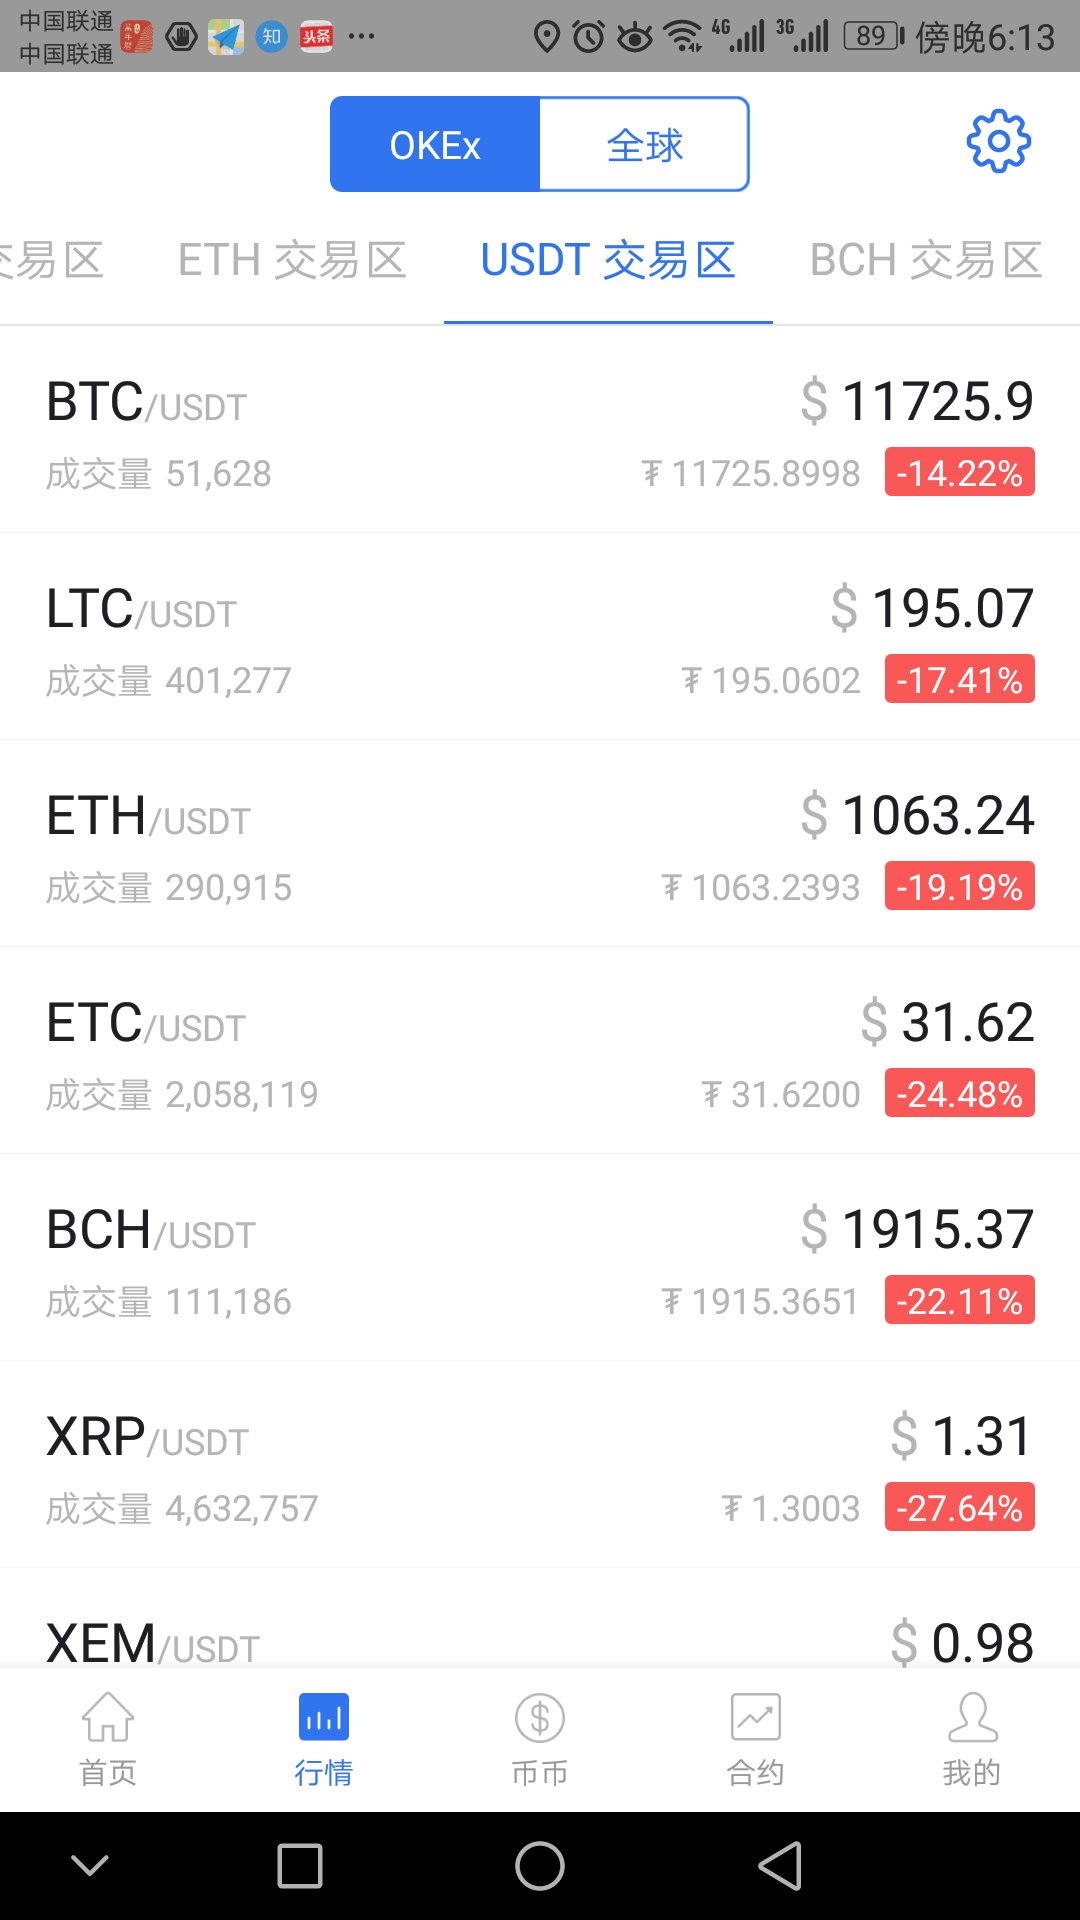 中国联通
中国联通
知
头条
4G
3G
89
傍晚6:13
OKEx
全球
交易区
ETH 交易区
USDT 交易区
BCH 交易区
BTC/USDT
$ 11725.9
成交量 51,628
₮ 11725.8998
-14.22%
LTC/USDT
$ 195.07
成交量 401,277
₮ 195.0602
-17.41%
ETH/USDT
$ 1063.24
成交量 290,915
₮ 1063.2393
-19.19%
ETC/USDT
$ 31.62
成交量 2,058,119
₮ 31.6200
-24.48%
BCH/USDT
$ 1915.37
成交量 111,186
₮ 1915.3651
-22.11%
XRP/USDT
$ 1.31
成交量 4,632,757
₮ 1.3003
-27.64%
XEM/USDT
$ 0.98
首页
行情
币币
合约
我的